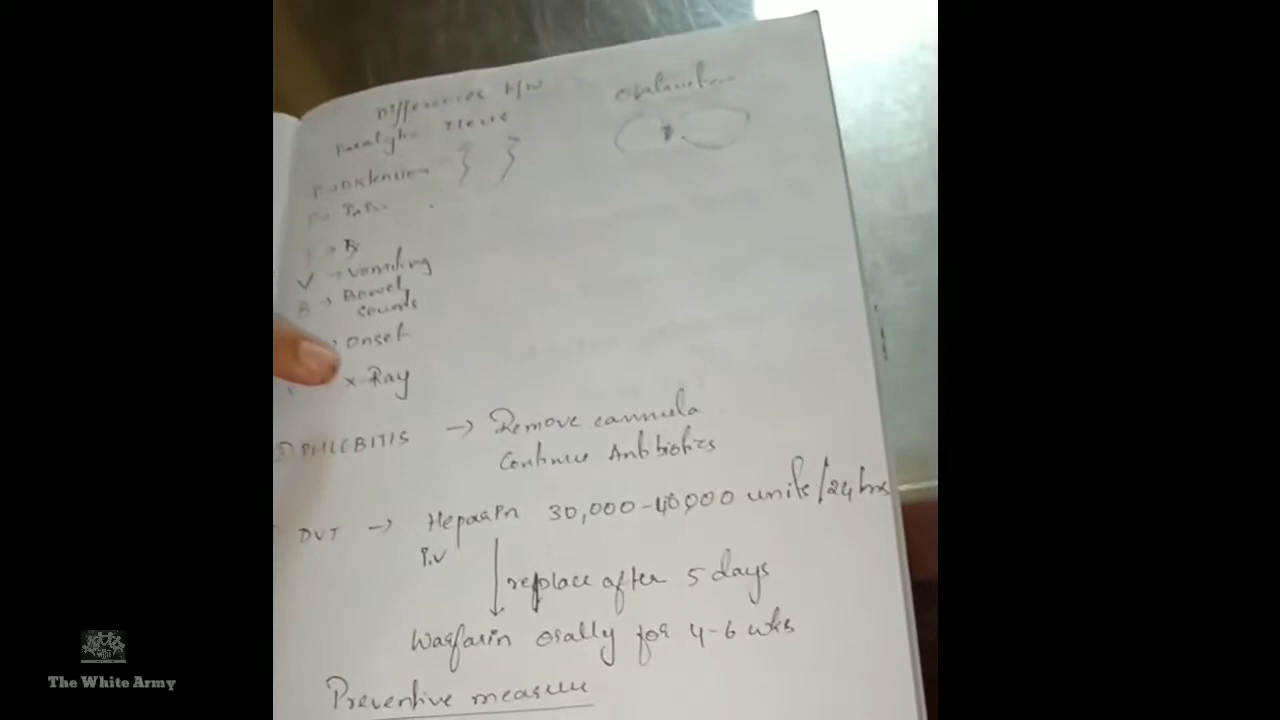 Differences b/w
Paralytic Ileus
Distension
Pain
→ Rx
V → Vomiting
B → Bowel
sounds
Onset
X-Ray
PHLEBITIS → Remove cannula
Continue Antibiotics
DVT → Heparin 30,000-40,000 units/24 hrs
I.V
replace after 5 days
Warfarin orally for 4-6 wks
Preventive measure
The White Army